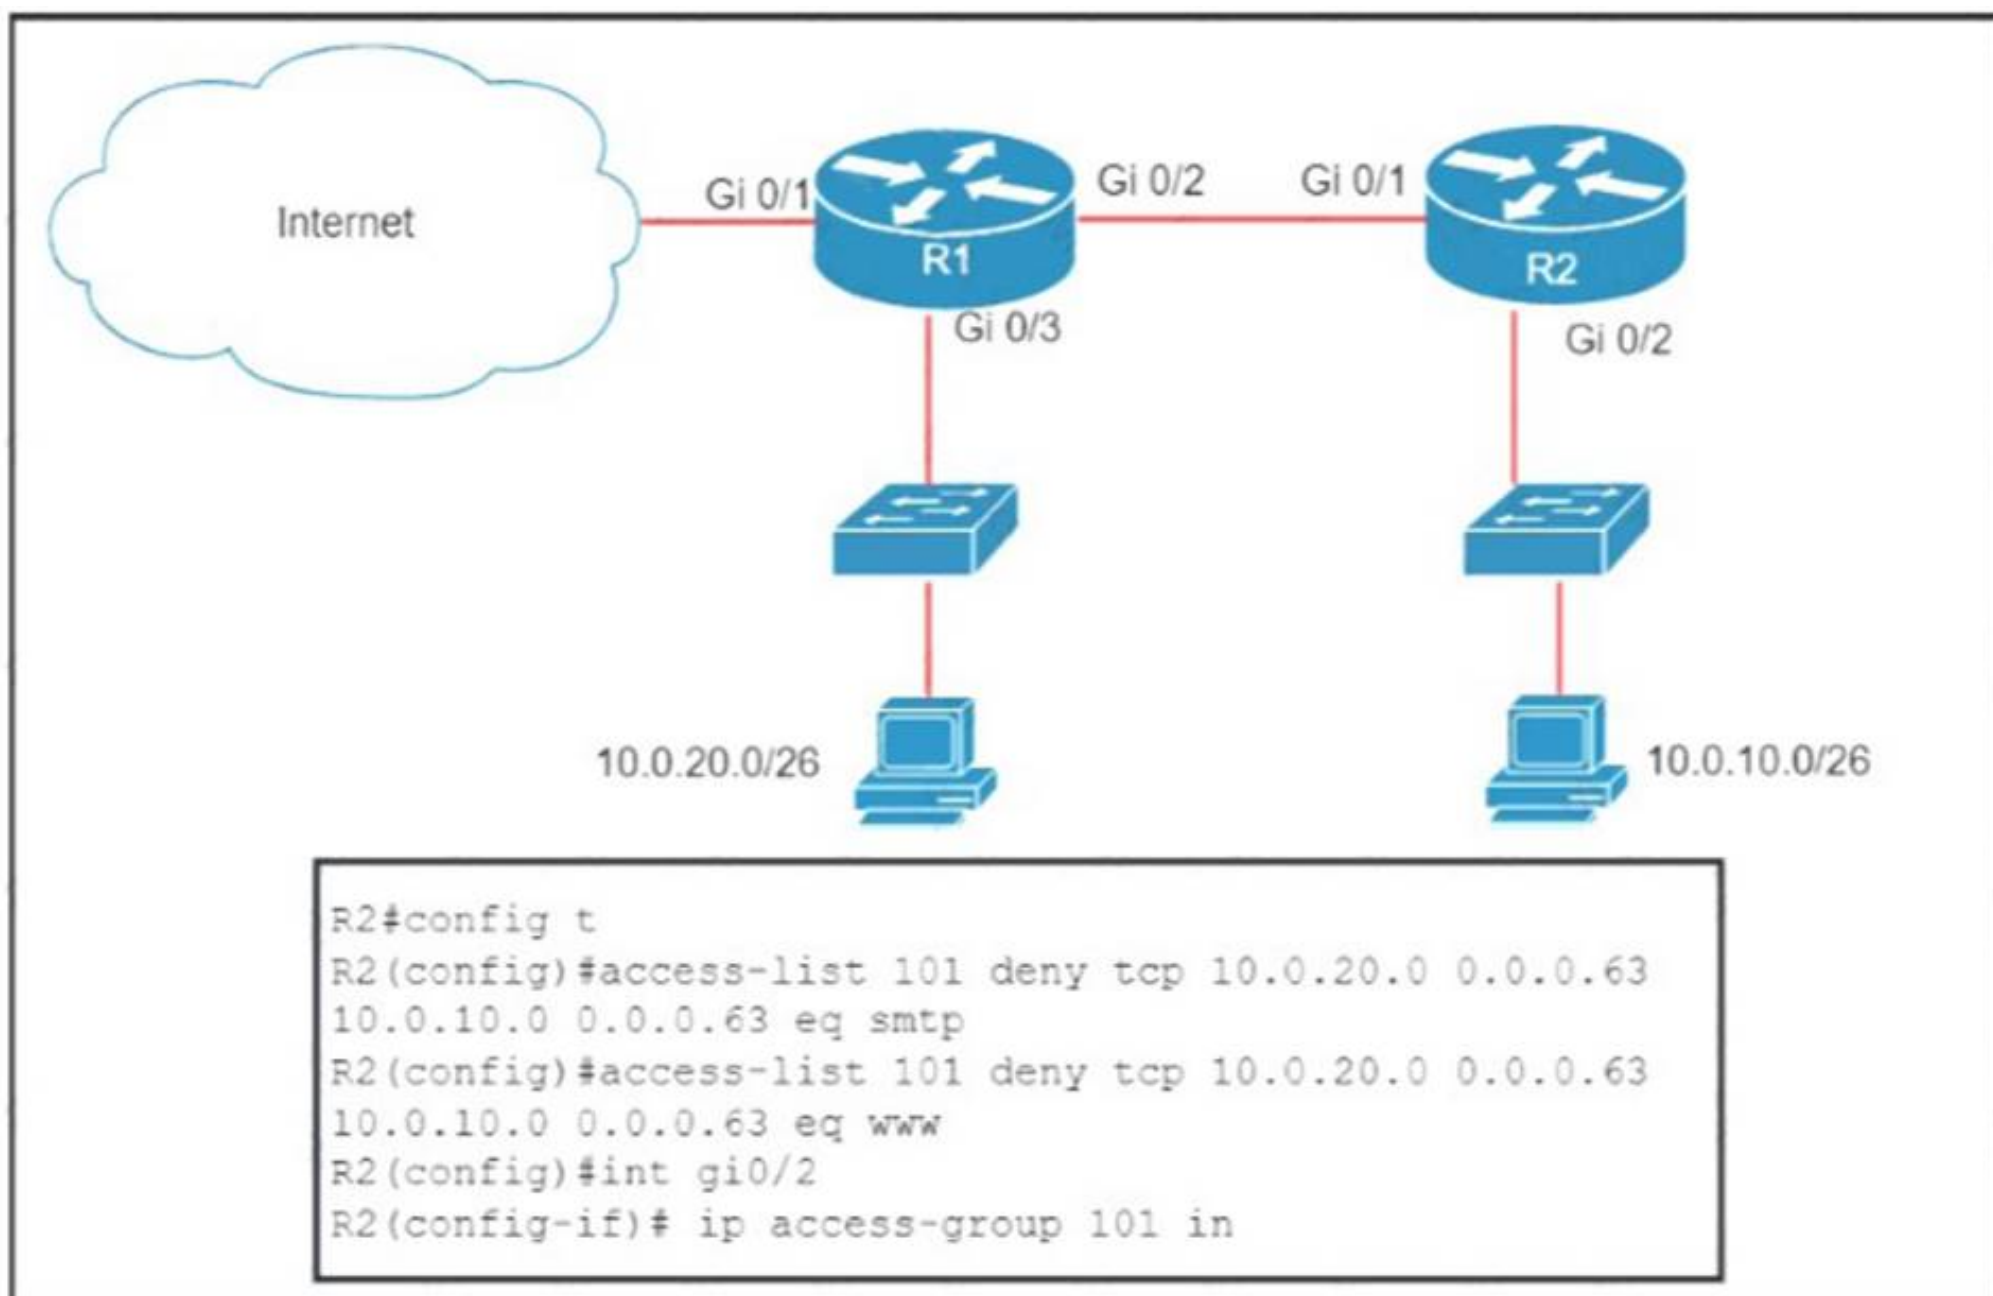 Internet
Gi 0/1
R1
Gi 0/2
Gi 0/1
R2
Gi 0/3
Gi 0/2
10.0.20.0/26
10.0.10.0/26
R2#config t
R2(config)#access-list 101 deny tcp 10.0.20.0 0.0.0.63
10.0.10.0 0.0.0.63 eq smtp
R2(config)#access-list 101 deny tcp 10.0.20.0 0.0.0.63
10.0.10.0 0.0.0.63 eq www
R2(config)#int gi0/2
R2(config-if)# ip access-group 101 in